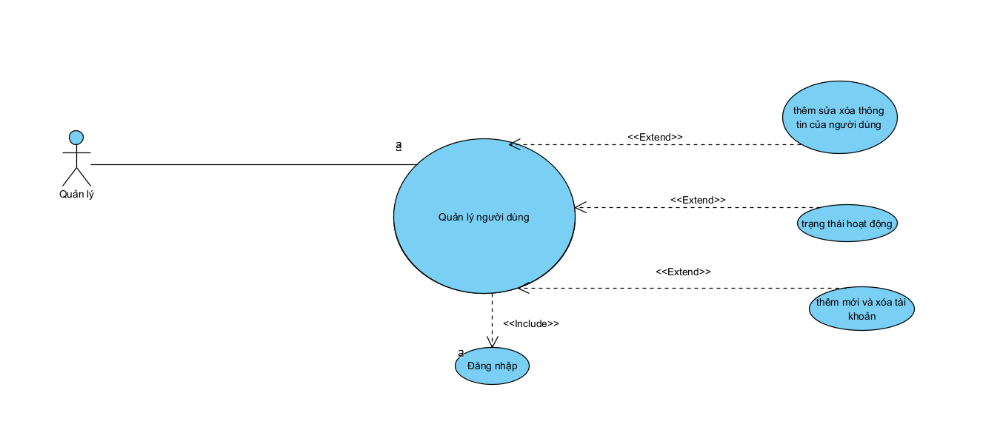 thêm sửa xóa thông
tin của người dùng
<<Extend>>
a
a
Quản lý
<<Extend>>
Quản lý người dùng
trạng thái hoạt động
<<Extend>>
thêm mới và xóa tài
khoản
<<Include>>
a
Đăng nhập